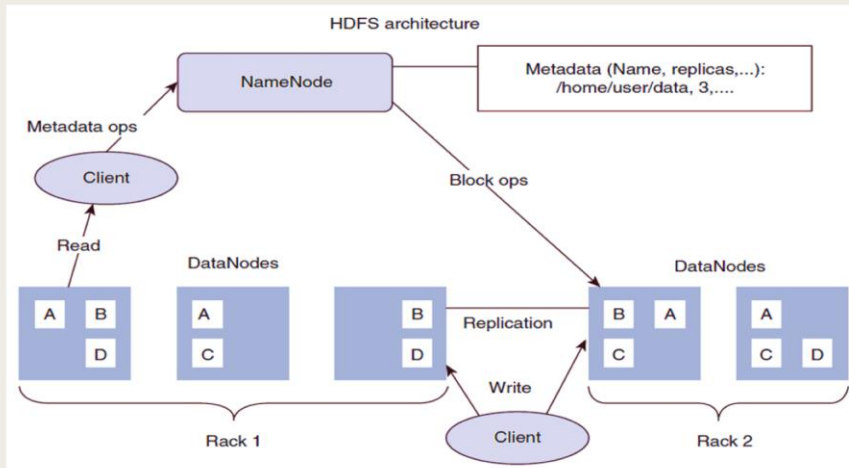 HDFS architecture
NameNode
Metadata (Name, replicas,...):
/home/user/data, 3,....
Metadata ops
Client
Block ops
Read
DataNodes
DataNodes
A B
D
A
C
B
D
Replication
B A
C
A
C D
Write
Rack 1
Client
Rack 2